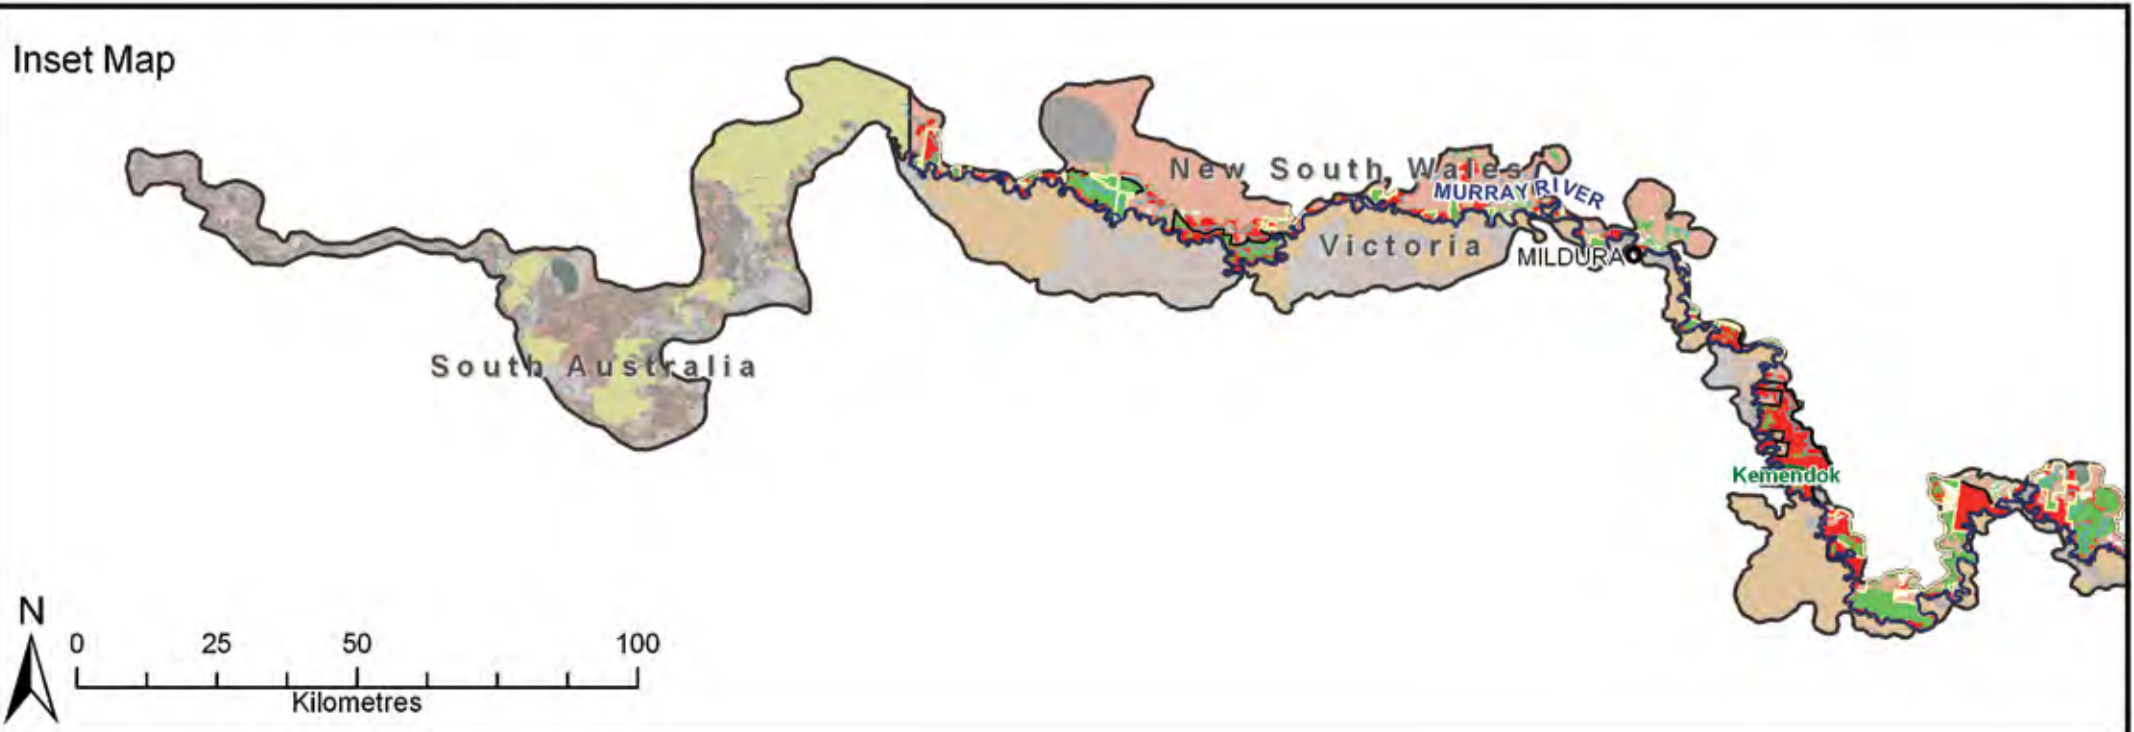 Inset Map
New South Wales
MURRAY RIVER
Victoria
MILDURA
South Australia
Kemendok
N
0 25 50 100
Kilometres